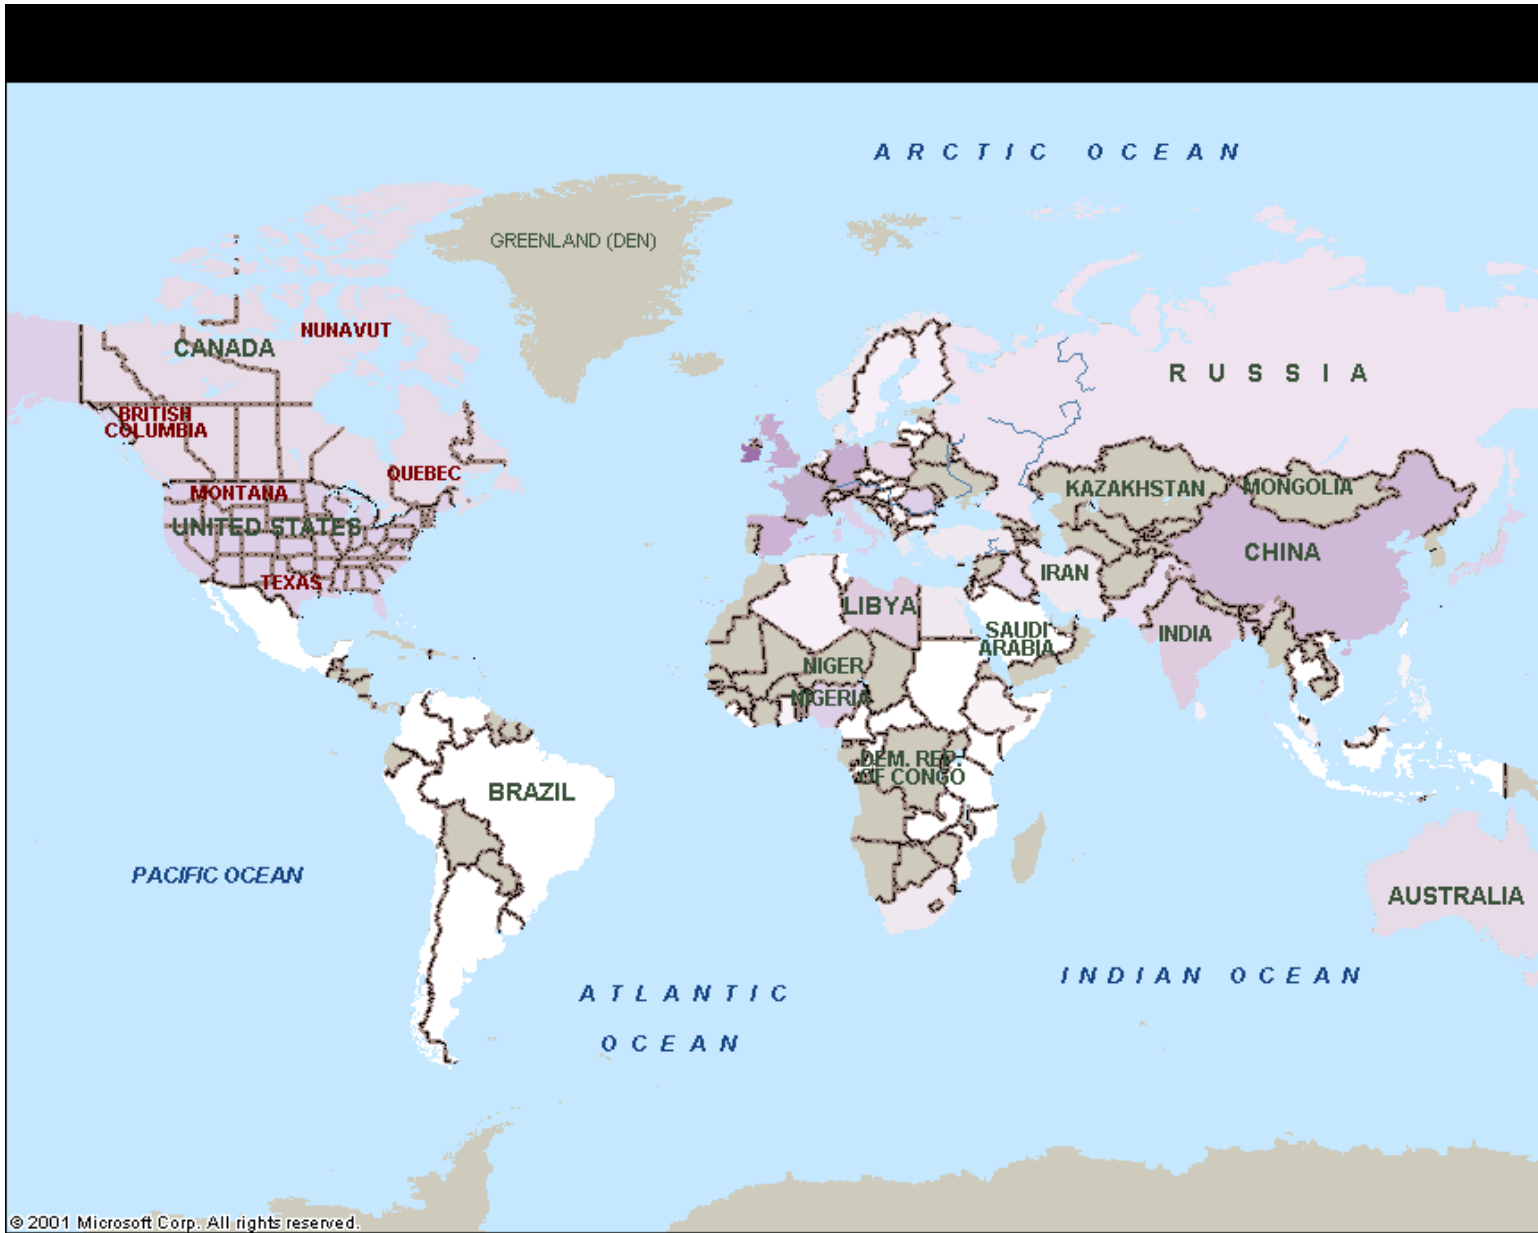 ARCTIC OCEAN
GREENLAND (DEN)
NUNAVUT
CANADA
RUSSIA
BRITISH
COLUMBIA
QUEBEC
MONTANA
KAZAKHSTAN
MONGOLIA
UNITED STATES
CHINA
TEXAS
IRAN
LIBYA
SAUDI
ARABIA
INDIA
NIGER
NIGERIA
DEM. REP.
OF CONGO
BRAZIL
PACIFIC OCEAN
AUSTRALIA
INDIAN OCEAN
ATLANTIC
OCEAN
© 2001 Microsoft Corp. All rights reserved.